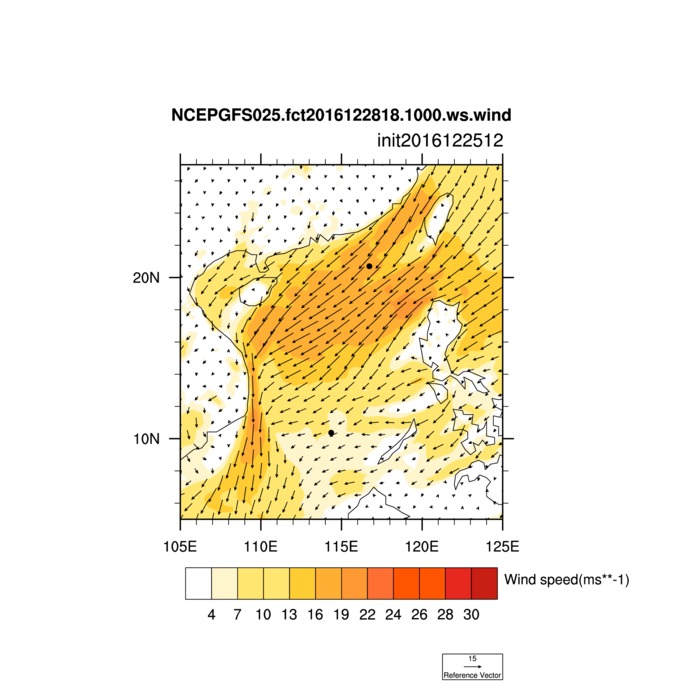 NCEPGFS025.fct2016122818.1000.ws.wind
init2016122512
20N
10N
105E 110E 115E 120E 125E
Wind speed(ms**-1)
4 7 10 13 16 19 22 24 26 28 30
15
Reference Vector